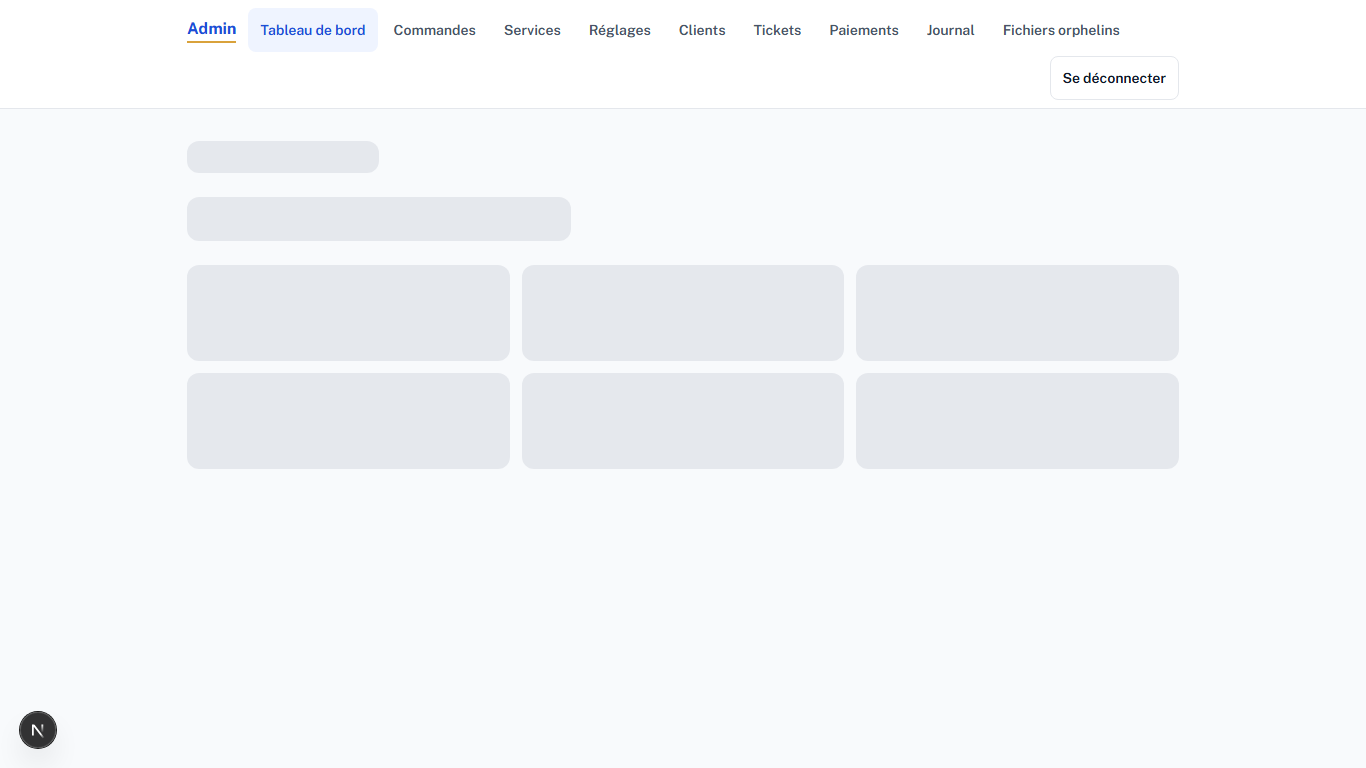 Admin Tableau de bord Commandes Services Réglages Clients Tickets Paiements Journal Fichiers orphelins
Se déconnecter
N